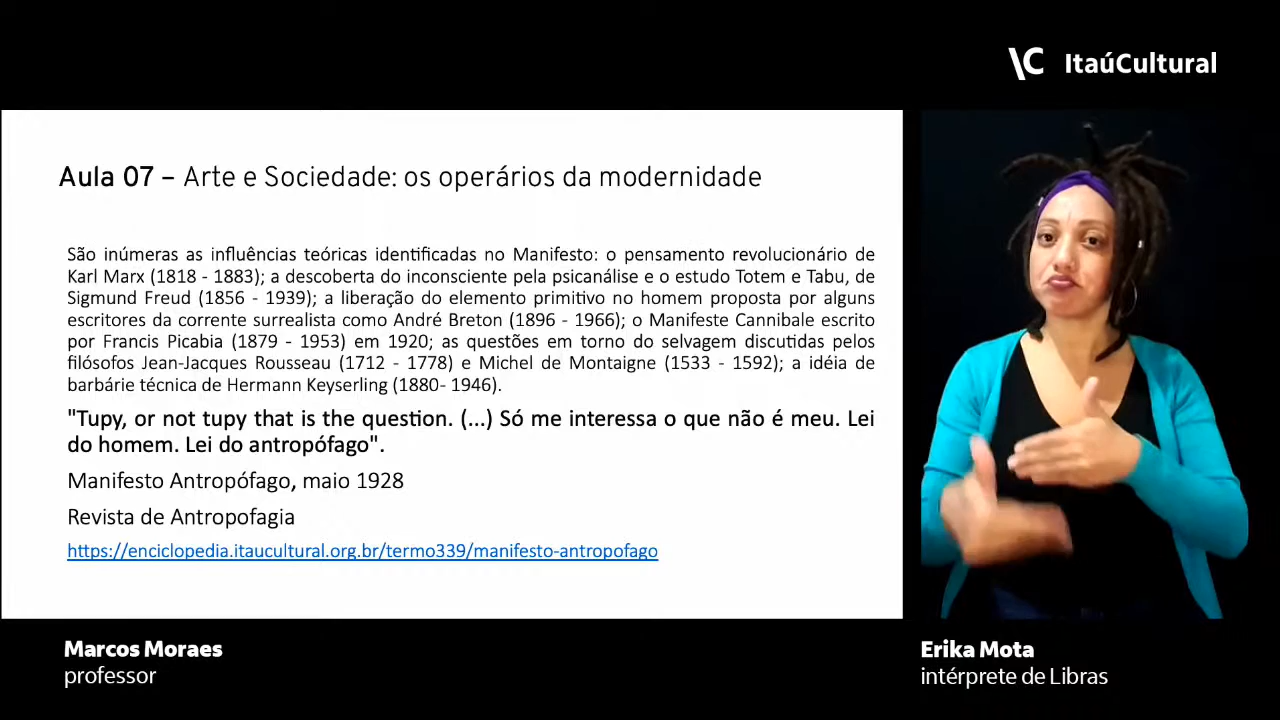 \C ItaúCultural
Aula 07 – Arte e Sociedade: os operários da modernidade
São inúmeras as influências teóricas identificadas no Manifesto: o pensamento revolucionário de
Karl Marx (1818 - 1883); a descoberta do inconsciente pela psicanálise e o estudo Totem e Tabu, de
Sigmund Freud (1856 - 1939); a liberação do elemento primitivo no homem proposta por alguns
escritores da corrente surrealista como André Breton (1896 - 1966); o Manifeste Cannibale escrito
por Francis Picabia (1879 - 1953) em 1920; as questões em torno do selvagem discutidas pelos
filósofos Jean-Jacques Rousseau (1712 - 1778) e Michel de Montaigne (1533 - 1592); a idéia de
barbárie técnica de Hermann Keyserling (1880- 1946).
"Tupy, or not tupy that is the question. (...) Só me interessa o que não é meu. Lei
do homem. Lei do antropófago".
Manifesto Antropófago, maio 1928
Revista de Antropofagia
https://enciclopedia.itaucultural.org.br/termo339/manifesto-antropofago
Marcos Moraes
professor
Erika Mota
intérprete de Libras